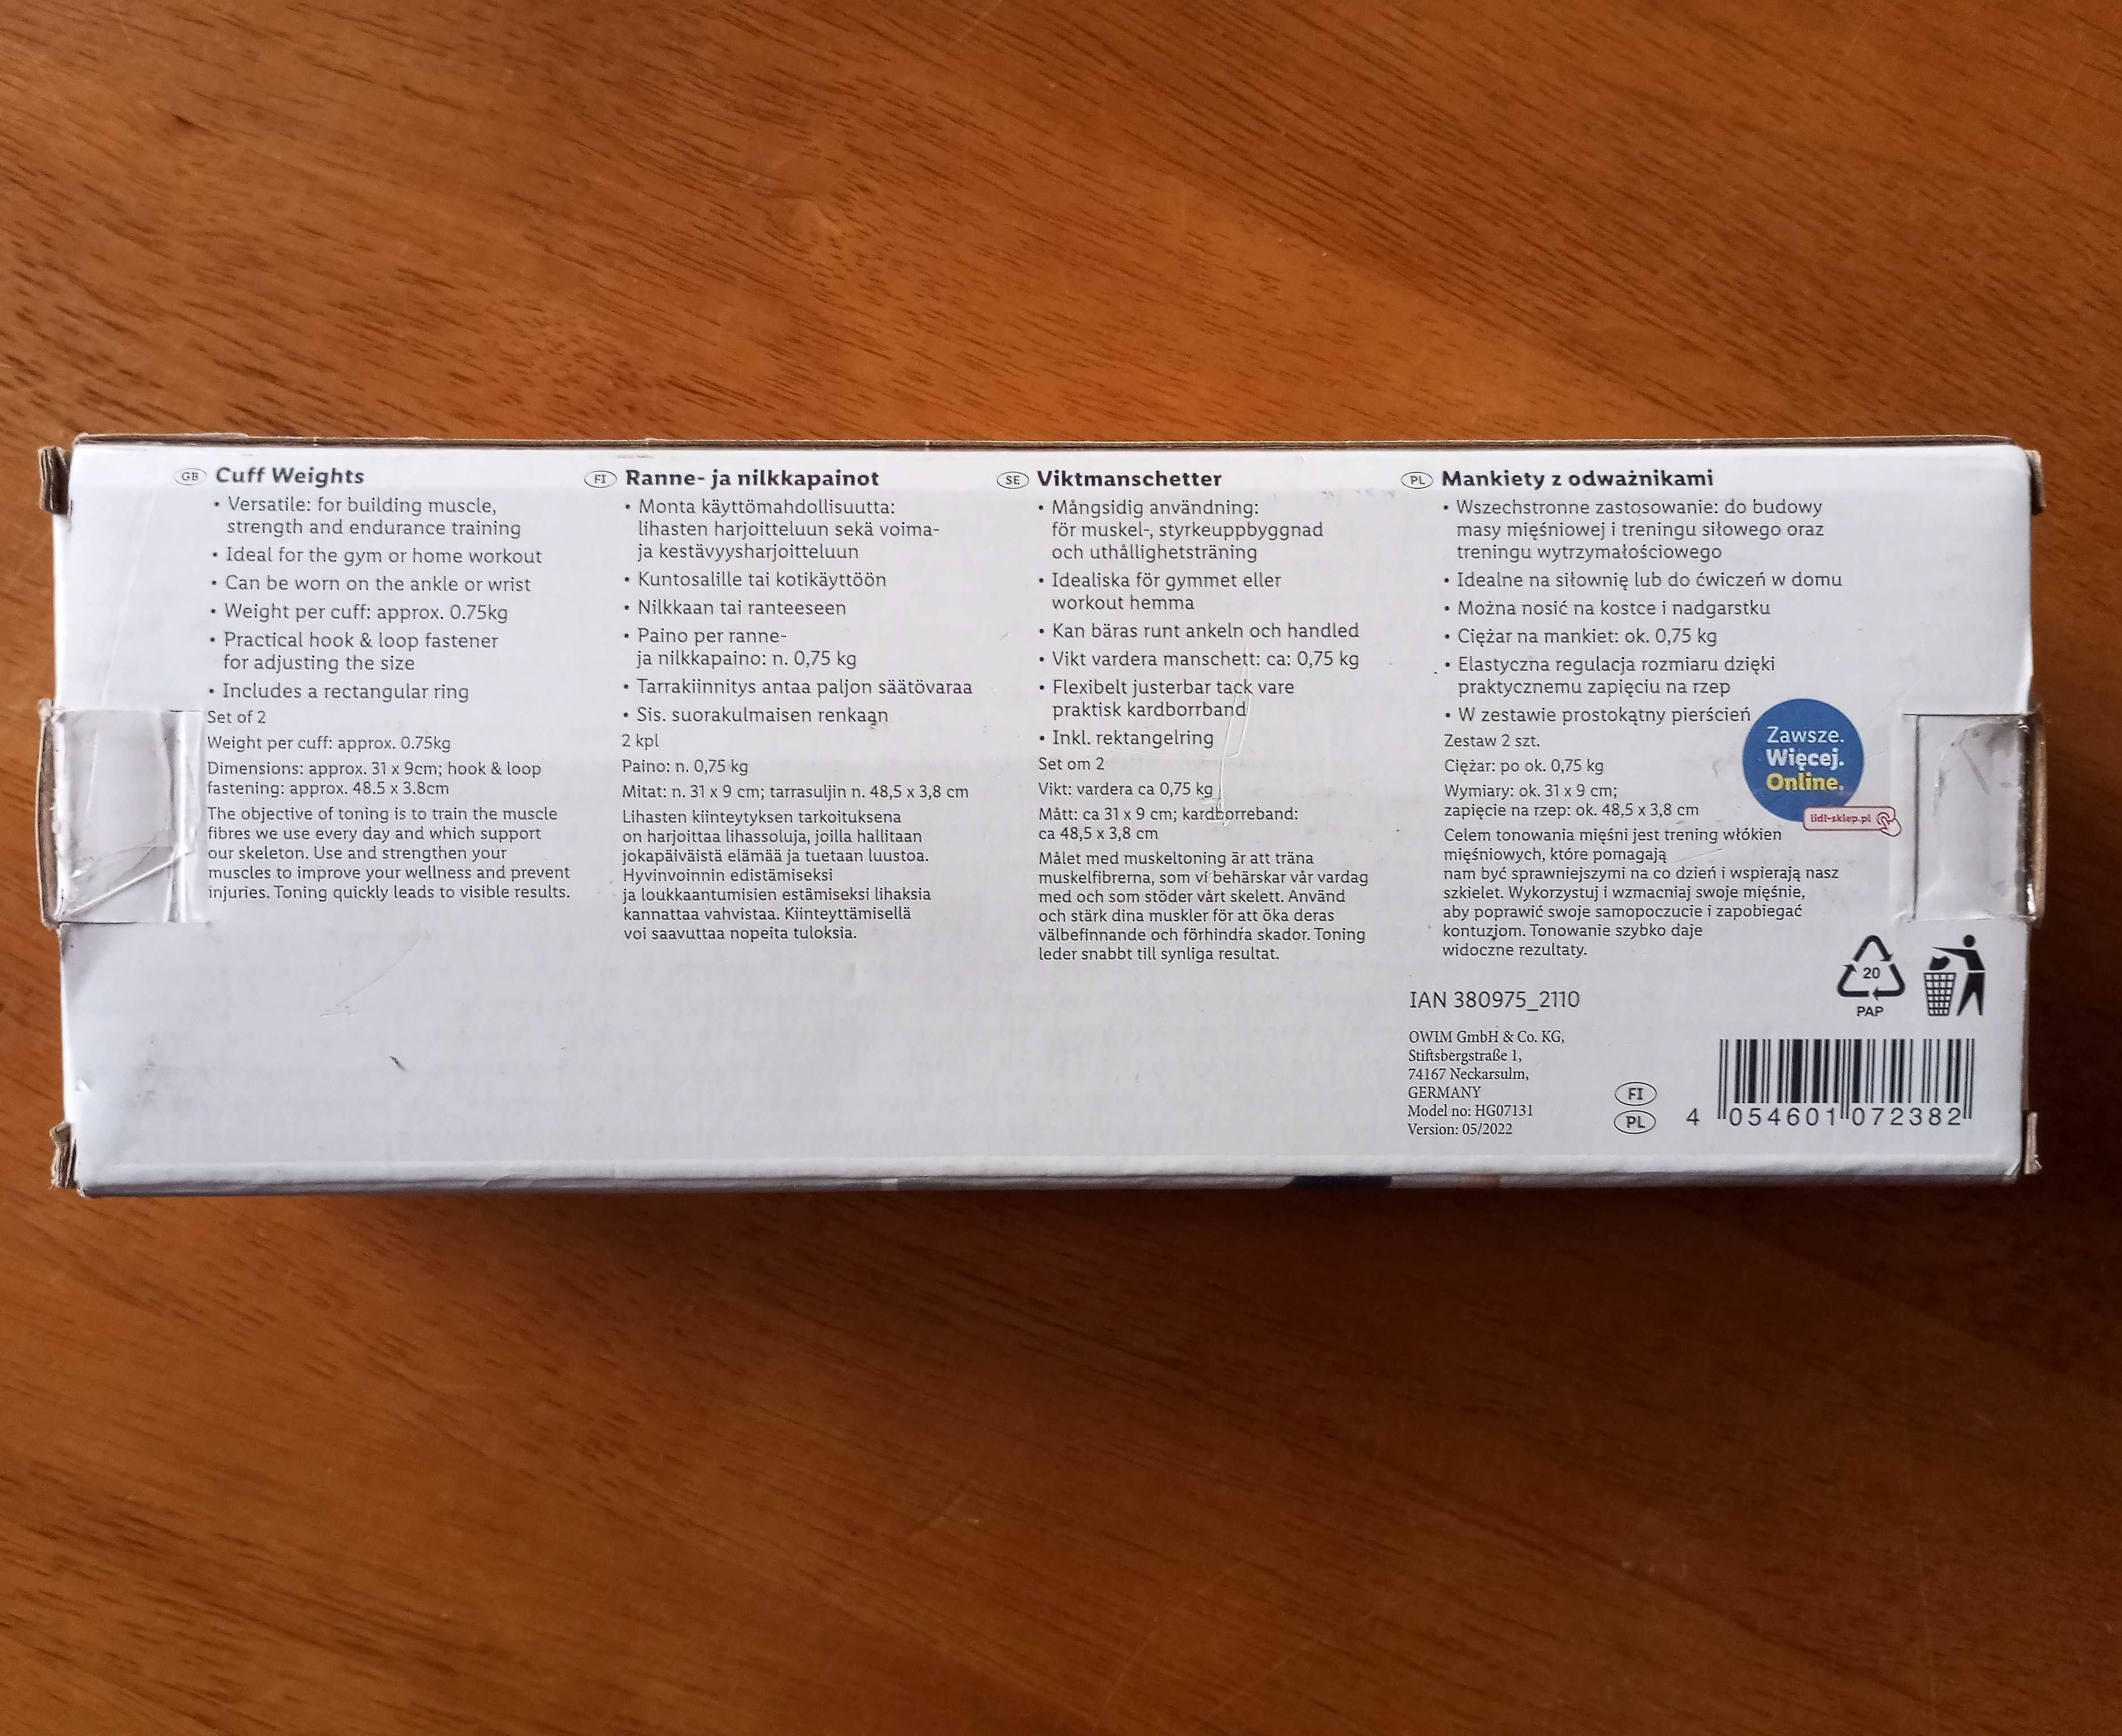 GB Cuff Weights
• Versatile: for building muscle,
strength and endurance training
• Ideal for the gym or home workout
• Can be worn on the ankle or wrist
• Weight per cuff: approx. 0.75kg
• Practical hook & loop fastener
for adjusting the size
• Includes a rectangular ring
Set of 2
Weight per cuff: approx. 0.75kg
Dimensions: approx. 31 x 9cm; hook & loop
fastening: approx. 48.5 x 3.8cm
The objective of toning is to train the muscle
fibres we use every day and which support
our skeleton. Use and strengthen your
muscles to improve your wellness and prevent
injuries. Toning quickly leads to visible results.
FI Ranne- ja nilkkapainot
• Monta käyttömahdollisuutta:
lihasten harjoitteluun sekä voima-
ja kestävyysharjoitteluun
• Kuntosalille tai kotikäyttöön
• Nilkkaan tai ranteeseen
• Paino per ranne-
ja nilkkapaino: n. 0,75 kg
• Tarrakiinnitys antaa paljon säätövaraa
• Sis. suorakulmaisen renkaan
2 kpl
Paino: n. 0,75 kg
Mitat: n. 31 x 9 cm; tarrasuljin n. 48,5 x 3,8 cm
Lihasten kiinteytyksen tarkoituksena
on harjoittaa lihassoluja, joilla hallitaan
jokapäiväistä elämää ja tuetaan luustoa.
Hyvinvoinnin edistämiseksi
ja loukkaantumisien estämiseksi lihaksia
kannattaa vahvistaa. Kiinteyttämisellä
voi saavuttaa nopeita tuloksia.
SE Viktmanschetter
• Mångsidig användning:
för muskel-, styrkeuppbyggnad
och uthållighetsträning
• Idealiska för gymmet eller
workout hemma
• Kan bäras runt ankeln och handled
• Vikt vardera manschett: ca: 0,75 kg
• Flexibelt justerbar tack vare
praktisk kardborrband
• Inkl. rektangelring
Set om 2
Vikt: vardera ca 0,75 kg
Mått: ca 31 x 9 cm; kardborreband:
ca 48,5 x 3,8 cm
Målet med muskeltoning är att träna
muskelfibrerna, som vi behärskar vår vardag
med och som stöder vårt skelett. Använd
och stärk dina muskler för att öka deras
välbefinnande och förhindra skador. Toning
leder snabbt till synliga resultat.
PL Mankiety z odważnikami
• Wszechstronne zastosowanie: do budowy
masy mięśniowej i treningu siłowego oraz
treningu wytrzymałościowego
• Idealne na siłownię lub do ćwiczeń w domu
• Można nosić na kostce i nadgarstku
• Ciężar na mankiet: ok. 0,75 kg
• Elastyczna regulacja rozmiaru dzięki
praktycznemu zapięciu na rzep
• W zestawie prostokątny pierścień
Zestaw 2 szt.
Ciężar: po ok. 0,75 kg
Wymiary: ok. 31 x 9 cm;
zapięcie na rzep: ok. 48,5 x 3,8 cm
Celem tonowania mięśni jest trening włókien
mięśniowych, które pomagają
nam być sprawniejszymi na co dzień i wspierają nasz
szkielet. Wykorzystuj i wzmacniaj swoje mięśnie,
aby poprawić swoje samopoczucie i zapobiegać
kontuzjom. Tonowanie szybko daje
widoczne rezultaty.
Zawsze.
Więcej.
Online.
lidl-sklep.pl
20
PAP
IAN 380975_2110
OWIM GmbH & Co. KG,
Stiftsbergstraße 1,
74167 Neckarsulm,
GERMANY
Model no: HG07131
Version: 05/2022
FI
PL
4 054601 072382